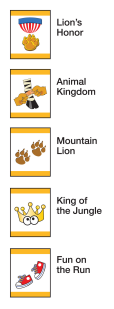 Lion's
Honor
Animal
Kingdom
Mountain
Lion
King of
the Jungle
Fun on
the Run